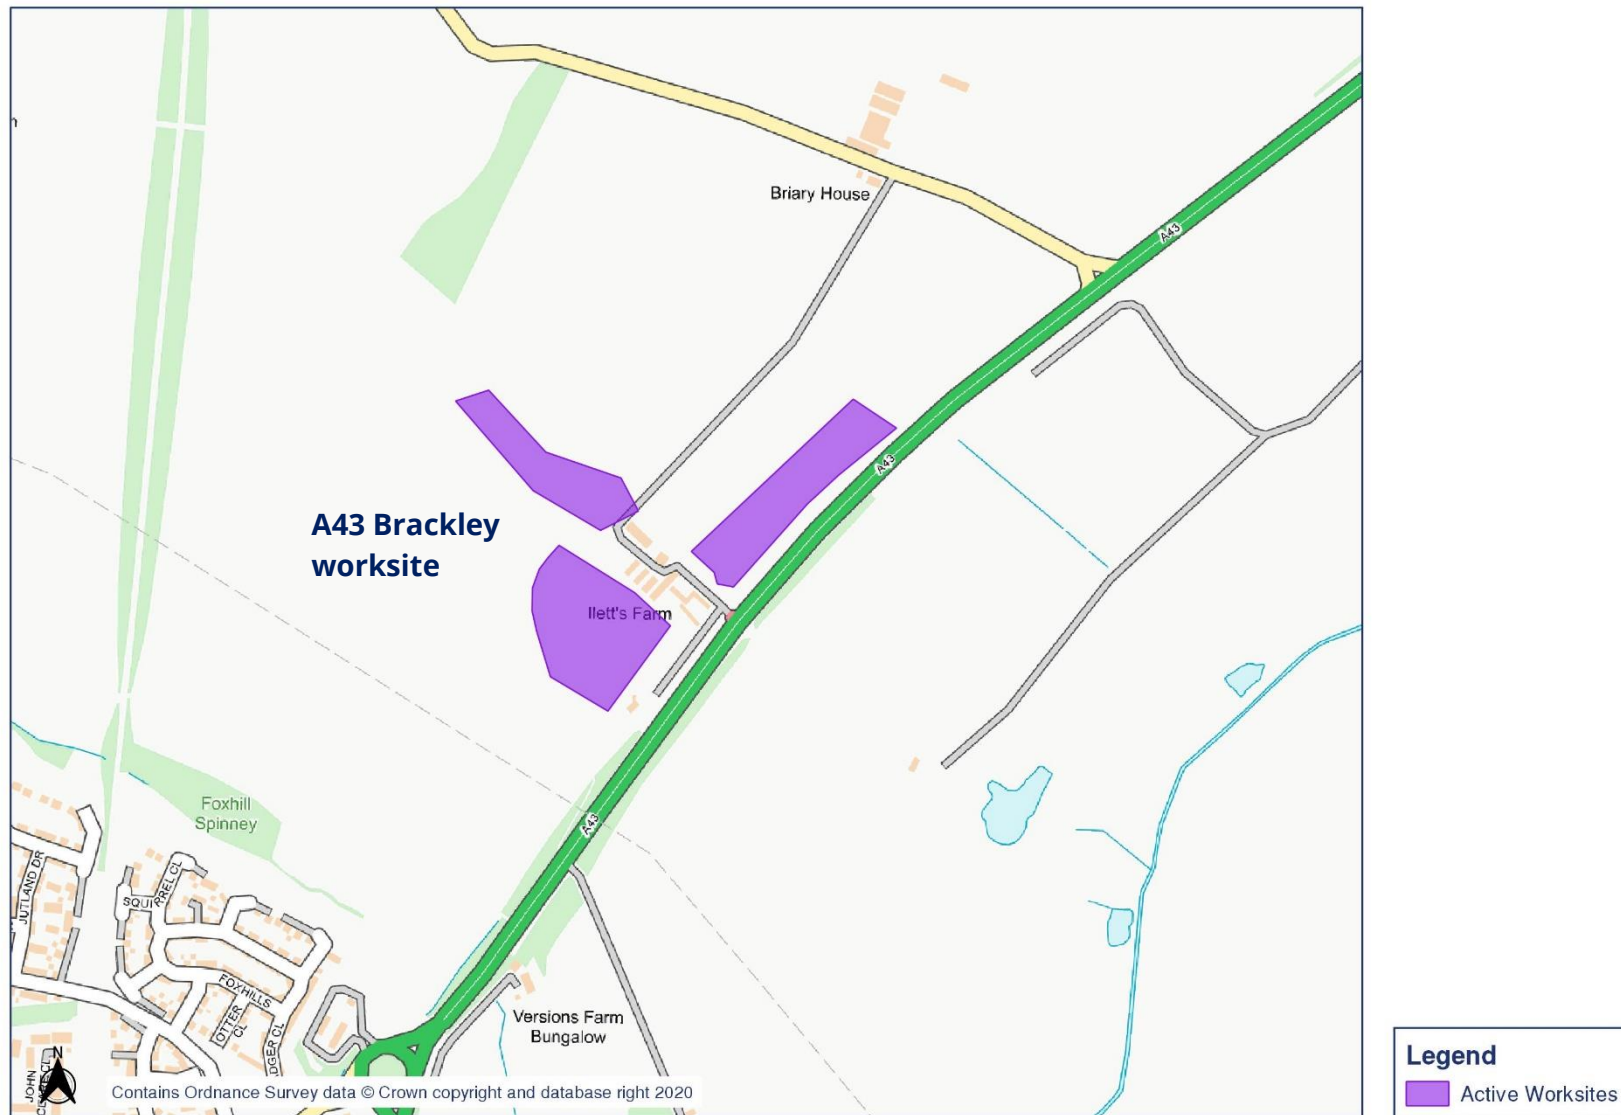 Briary House
A43
A43
A43 Brackley
worksite
Ilett's Farm
A43
Foxhill
Spinney
JUTLAND DR
SQUIRREL CL
FOXHILLS
OTTER
CL
Versions Farm
Bungalow
N
JOHN
Contains Ordnance Survey data © Crown copyright and database right 2020
Legend
Active Worksites